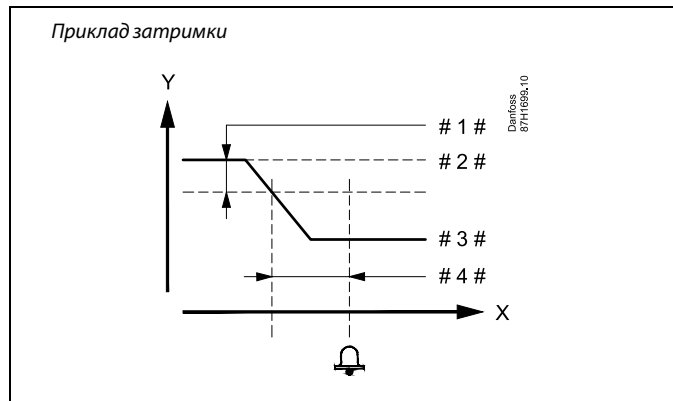 Приклад затримки
Y
Danfoss
87H1699.10
# 1 #
# 2 #
# 3 #
# 4 #
X